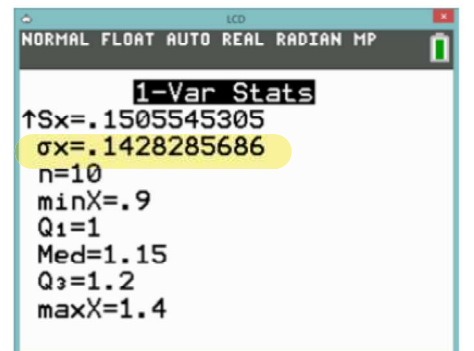 LCD
NORMAL FLOAT AUTO REAL RADIAN MP
1-Var Stats
↑Sx=.1505545305
σx=.1428285686
n=10
minX=.9
Q₁=1
Med=1.15
Q₃=1.2
maxX=1.4